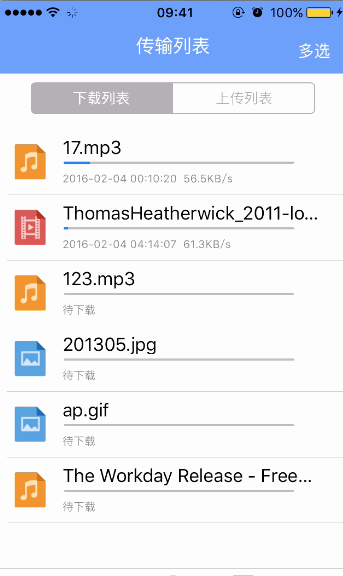 09:41
100%
传输列表
多选
下载列表
上传列表
17.mp3
2016-02-04 00:10:20 56.5KB/s
ThomasHeatherwick_2011-lo...
2016-02-04 04:14:07 61.3KB/s
123.mp3
待下载
201305.jpg
待下载
ap.gif
待下载
The Workday Release - Free...
待下载